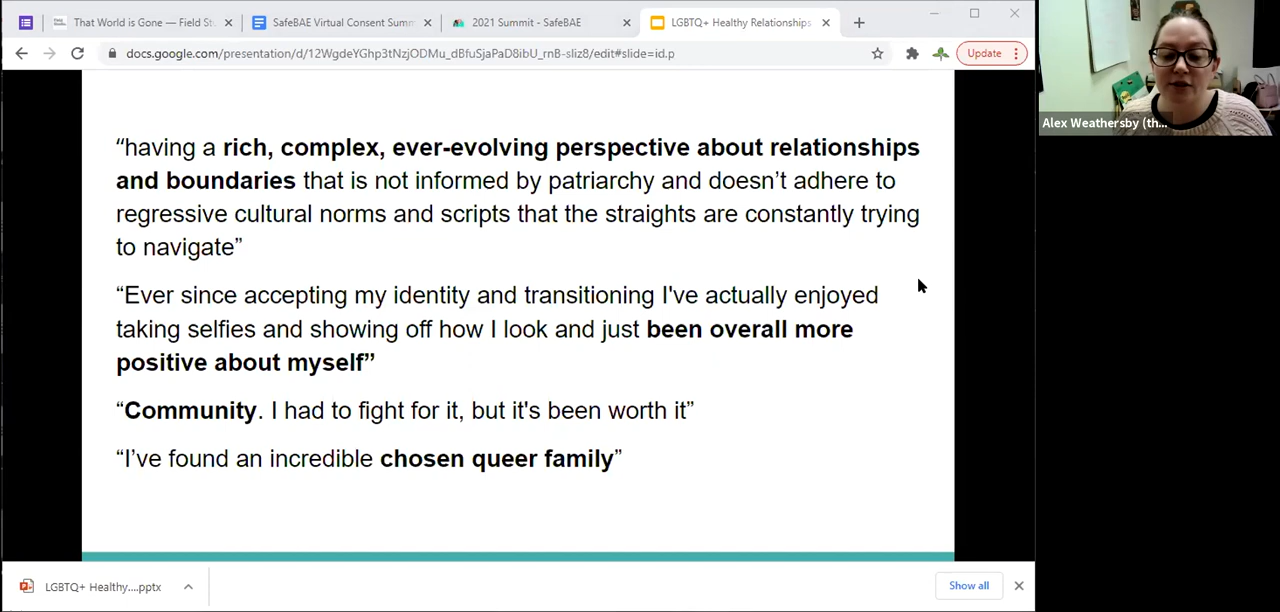 That World is Gone — Field St
SafeBAE Virtual Consent Summ
2021 Summit - SafeBAE
LGBTQ+ Healthy Relationships
docs.google.com/presentation/d/12WgdeYGhp3tNzjODMu_dBfuSjaPaD8ibU_rnB-sliz8/edit#slide=id.p
Update
Alex Weathersby (th...
“having a rich, complex, ever-evolving perspective about relationships
and boundaries that is not informed by patriarchy and doesn’t adhere to
regressive cultural norms and scripts that the straights are constantly trying
to navigate”
“Ever since accepting my identity and transitioning I've actually enjoyed
taking selfies and showing off how I look and just been overall more
positive about myself”
“Community. I had to fight for it, but it's been worth it”
“I’ve found an incredible chosen queer family”
LGBTQ+ Healthy....pptx
Show all